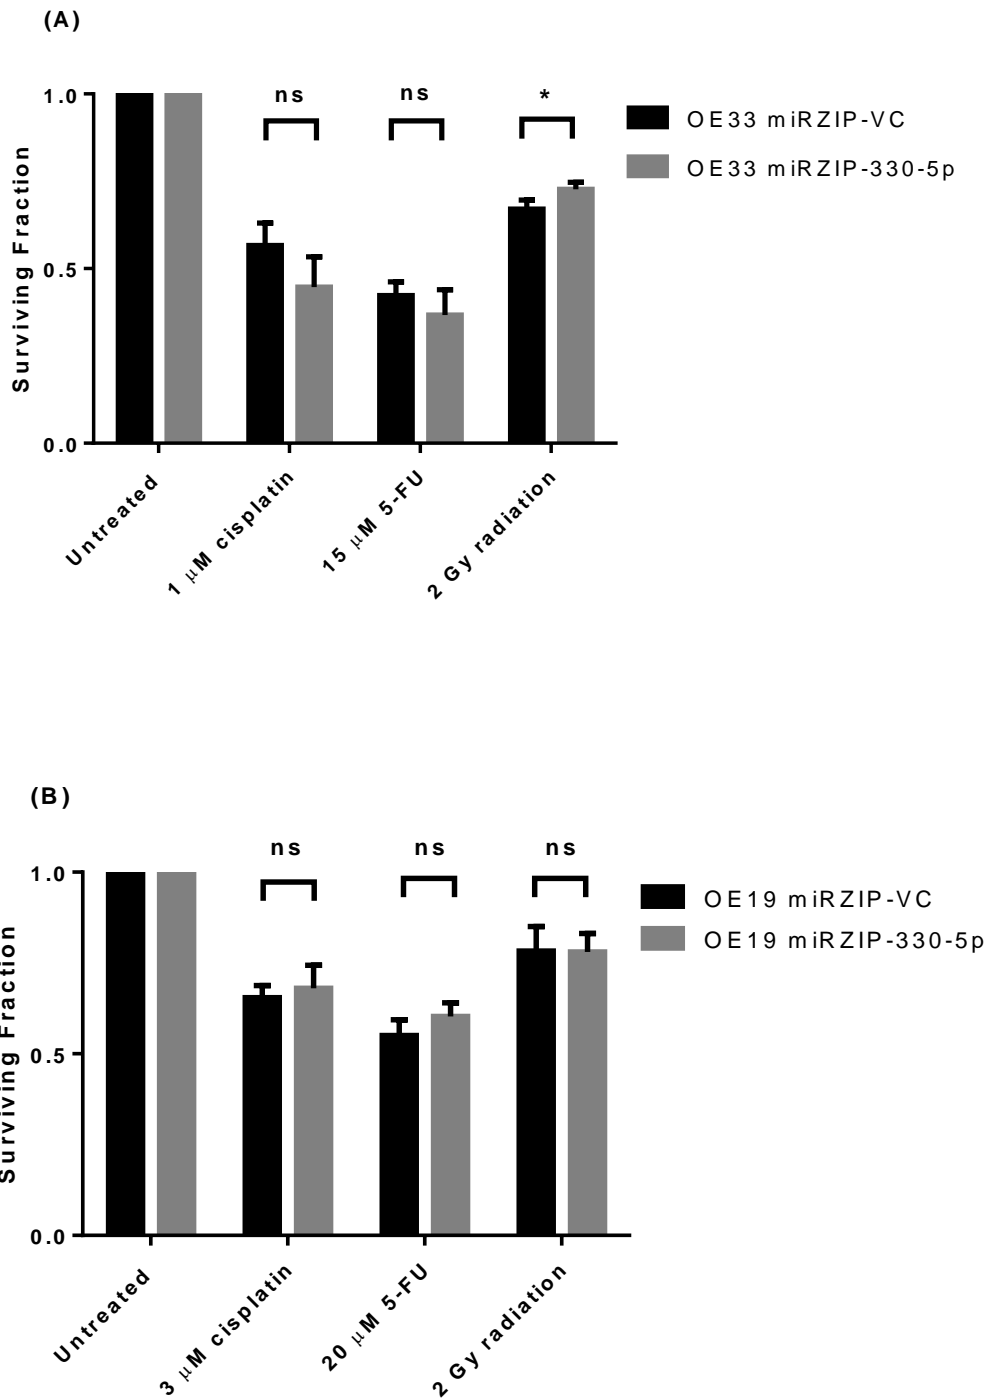 (A)
Surviving Fraction
1.0
0.5
0.0
ns
ns
*
OE33 miRZIP-VC
OE33 miRZIP-330-5p
Untreated
1 μM cisplatin
15 μM 5-FU
2 Gy radiation
(B)
Surviving Fraction
1.0
0.5
0.0
ns
ns
ns
OE19 miRZIP-VC
OE19 miRZIP-330-5p
Untreated
3 μM cisplatin
20 μM 5-FU
2 Gy radiation